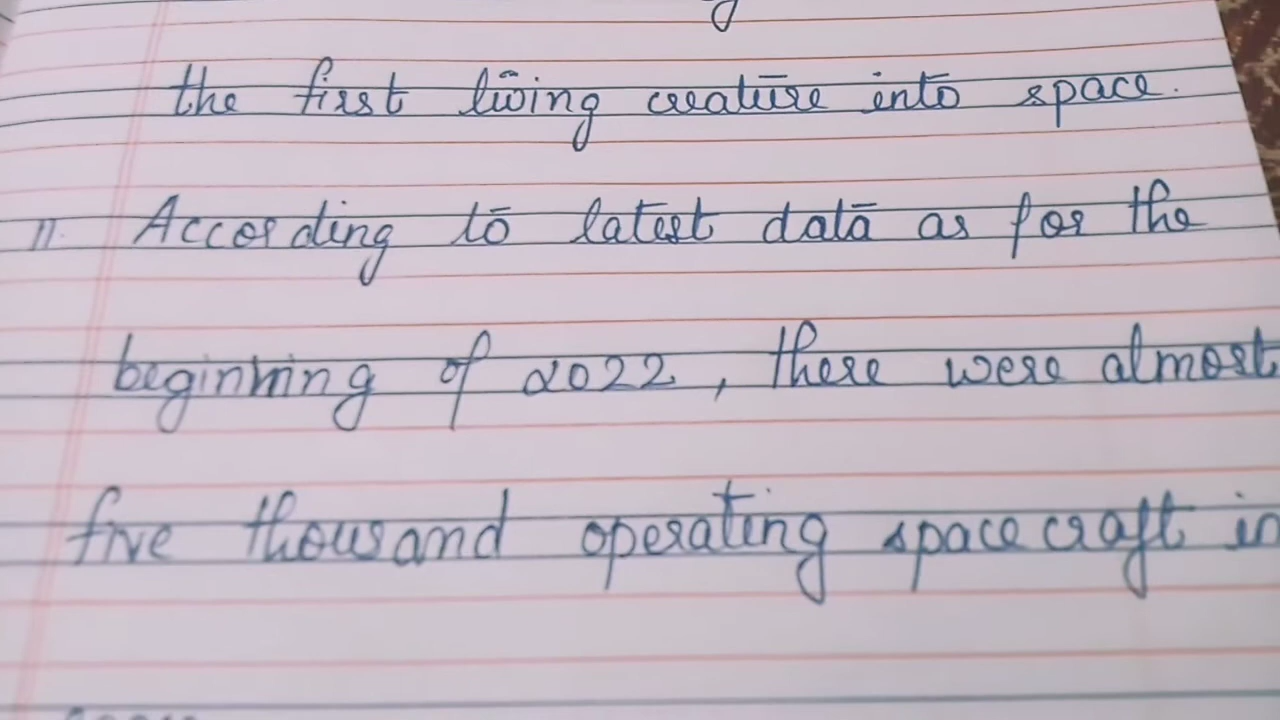 the first living creature into space.
11. According to latest data as for the
beginning of 2022, there were almost
five thousand operating spacecraft in